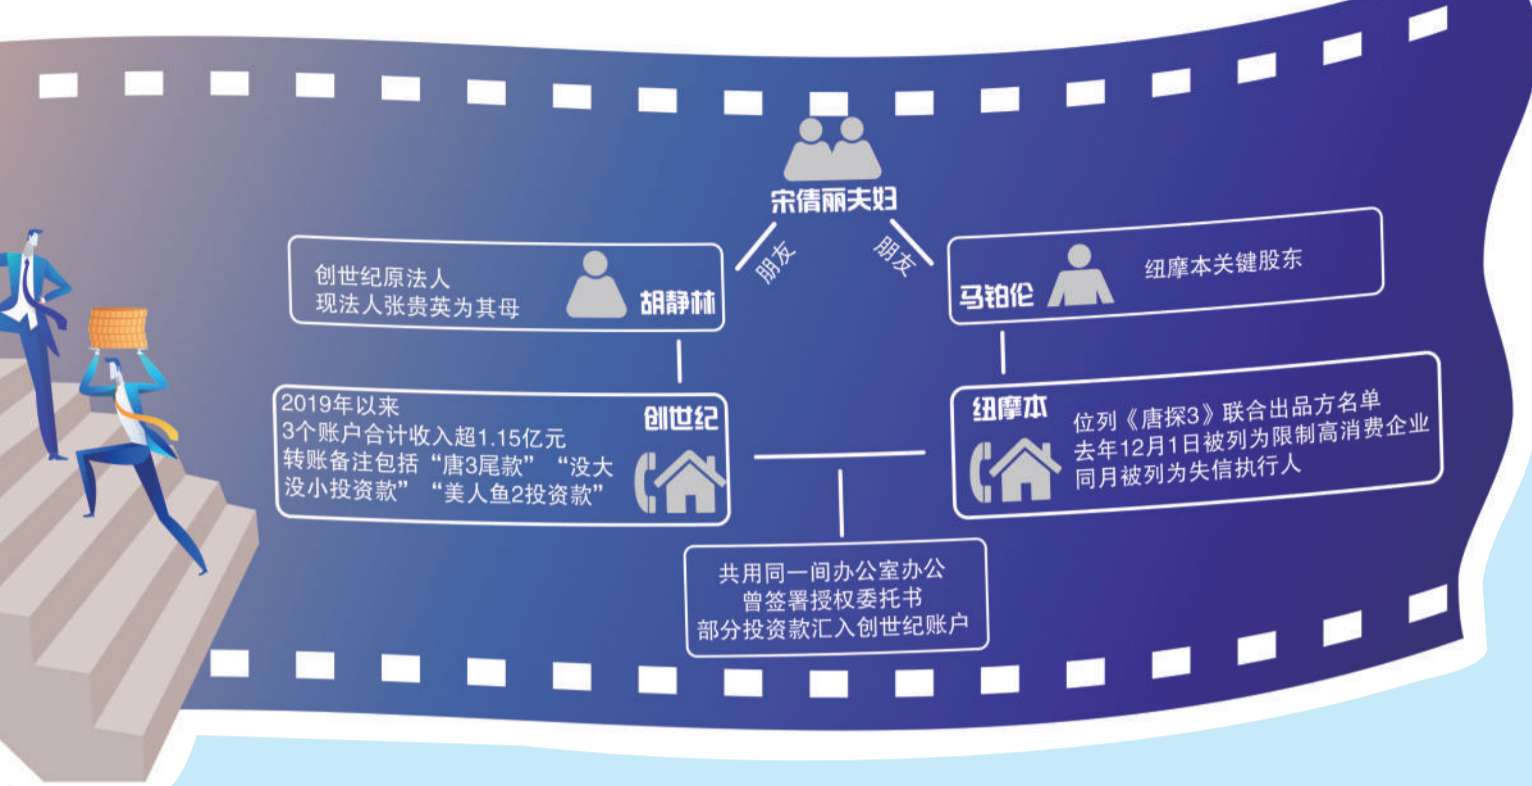 宋倩丽夫妇
朋友
朋友
创世纪原法人
现法人张贵英为其母
胡静林
马铂伦
纽摩本关键股东
2019年以来
3个账户合计收入超1.15亿元
转账备注包括“唐3尾款”“没大
没小投资款”“美人鱼2投资款”
创世纪
纽摩本
位列《唐探3》联合出品方名单
去年12月1日被列为限制高消费企业
同月被列为失信执行人
共用同一间办公室办公
曾签署授权委托书
部分投资款汇入创世纪账户